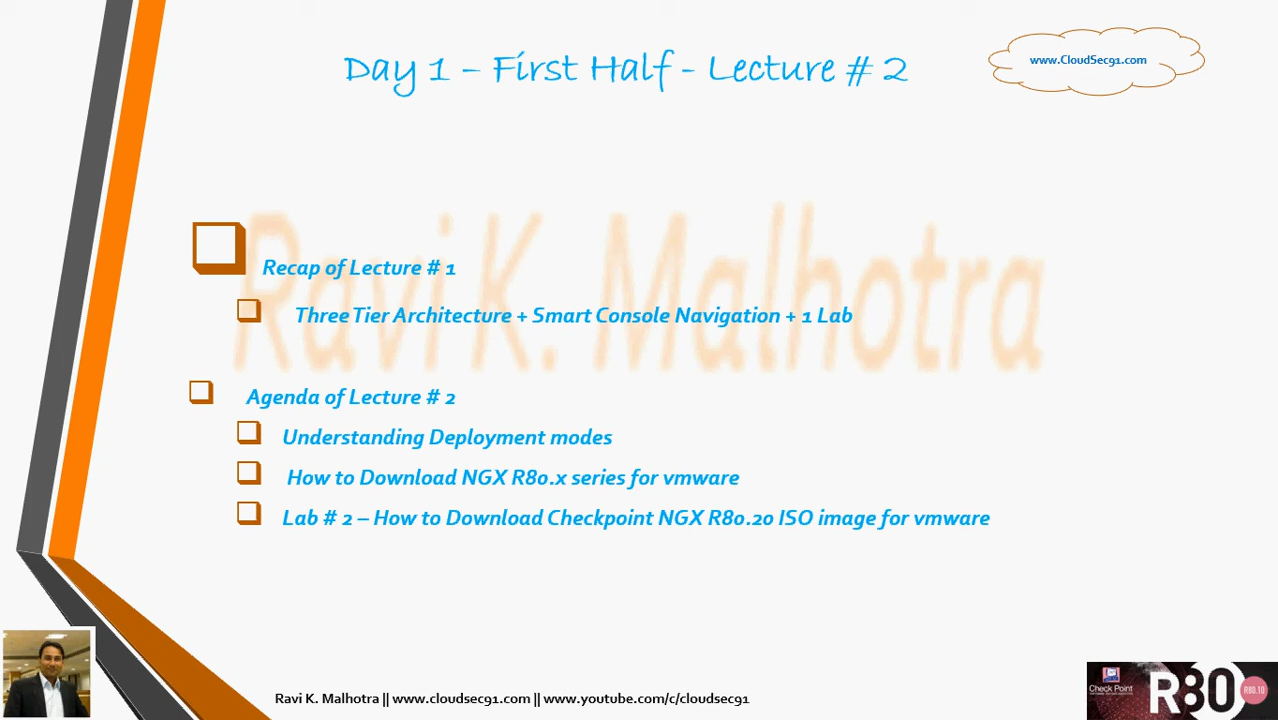 Day 1 – First Half - Lecture # 2
www.CloudSec91.com
Ravi K. Malhotra
Recap of Lecture # 1
Three Tier Architecture + Smart Console Navigation + 1 Lab
Agenda of Lecture # 2
Understanding Deployment modes
How to Download NGX R80.x series for vmware
Lab # 2 – How to Download Checkpoint NGX R80.20 ISO image for vmware
Ravi K. Malhotra || www.cloudsec91.com || www.youtube.com/c/cloudsec91
Check Point
R80
R80.10